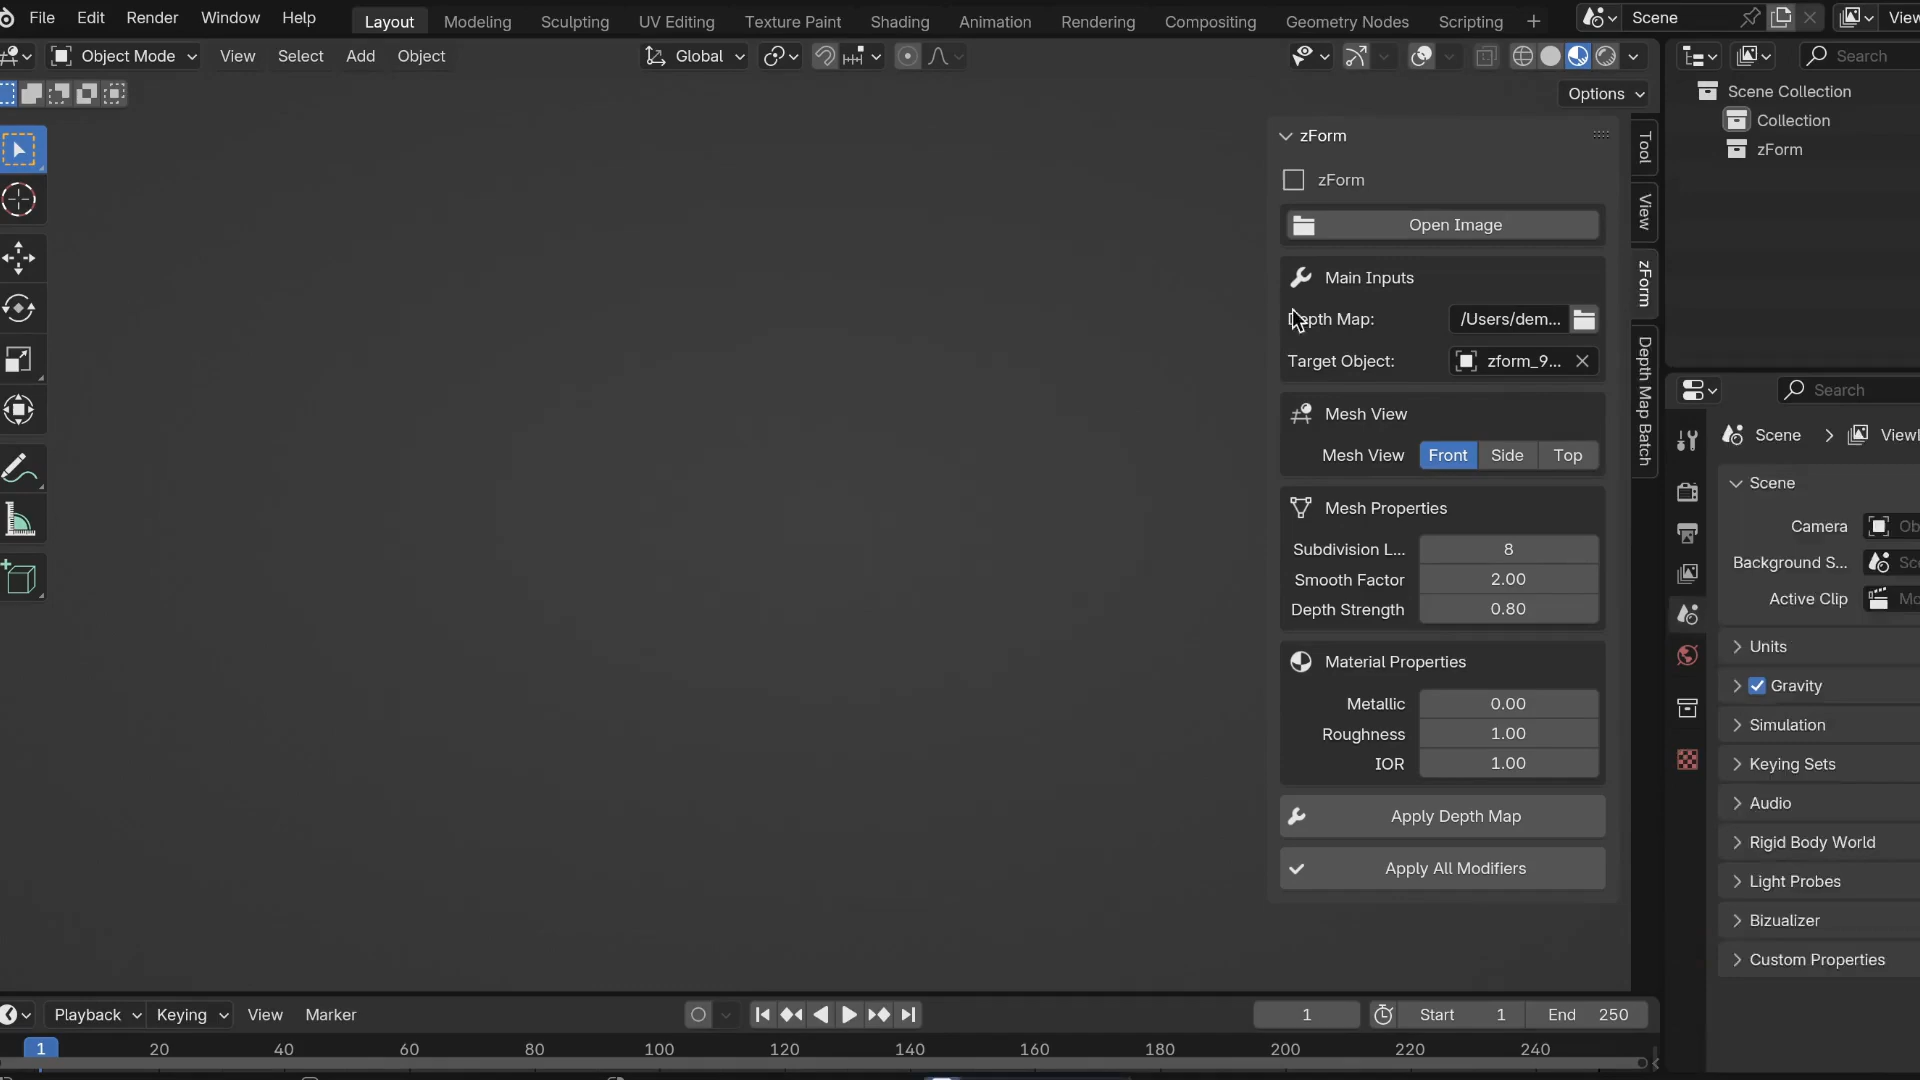 File Edit Render Window Help Layout Modeling Sculpting UV Editing Texture Paint Shading Animation Rendering Compositing Geometry Nodes Scripting + Scene
Object Mode View Select Add Object Global Search
Options
Scene Collection
Collection
zForm
zForm
zForm
Open Image
Main Inputs
Depth Map: /Users/dem...
Target Object: zform_9...
Mesh View
Mesh View Front Side Top
Mesh Properties
Subdivision L... 8
Smooth Factor 2.00
Depth Strength 0.80
Material Properties
Metallic 0.00
Roughness 1.00
IOR 1.00
Apply Depth Map
Apply All Modifiers
Tool
View
zForm
Depth Map Batch
Search
Scene
Scene
Camera
Background S...
Active Clip
Units
Gravity
Simulation
Keying Sets
Audio
Rigid Body World
Light Probes
Bizualizer
Custom Properties
Playback Keying View Marker 1 Start 1 End 250
1 20 40 60 80 100 120 140 160 180 200 220 240